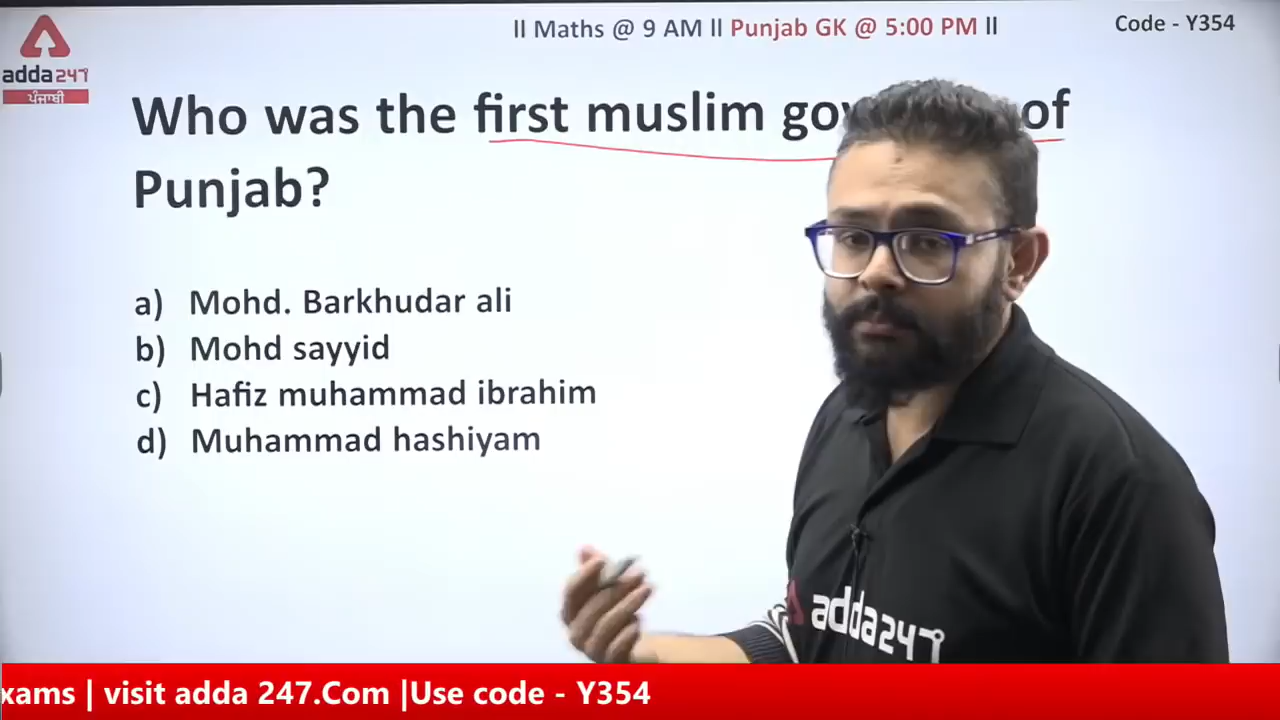 II Maths @ 9 AM II Punjab GK @ 5:00 PM II
Code - Y354
adda247
ਪੰਜਾਬੀ
Who was the first muslim of
Punjab?
a) Mohd. Barkhudar ali
b) Mohd sayyid
c) Hafiz muhammad ibrahim
d) Muhammad hashiyam
adda247
visit adda 247.Com |Use code - Y354